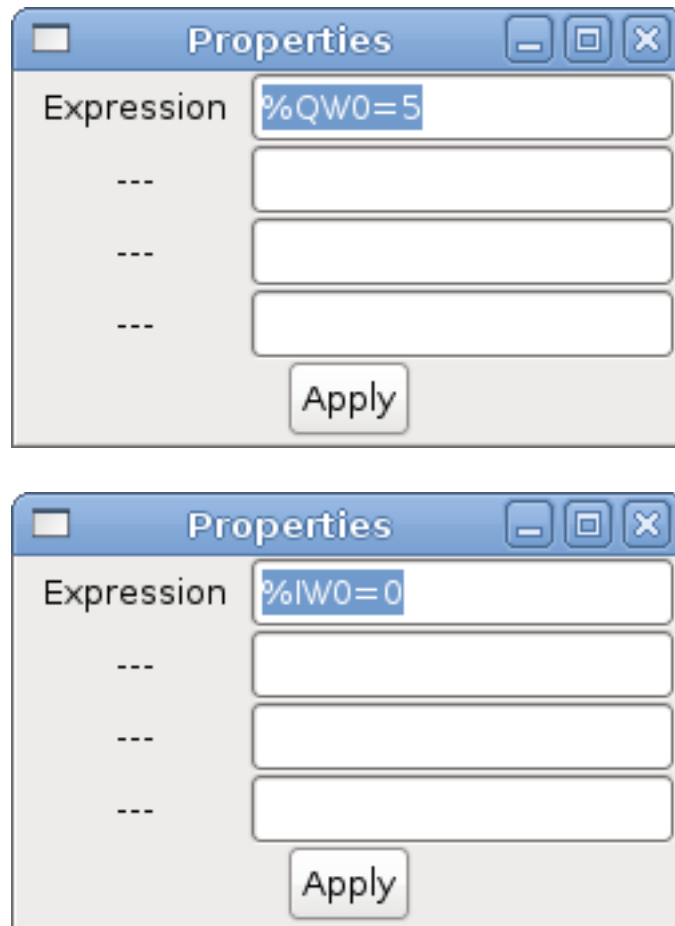 Properties
Expression %QW0=5
---
---
---
Apply
Properties
Expression %IW0=0
---
---
---
Apply